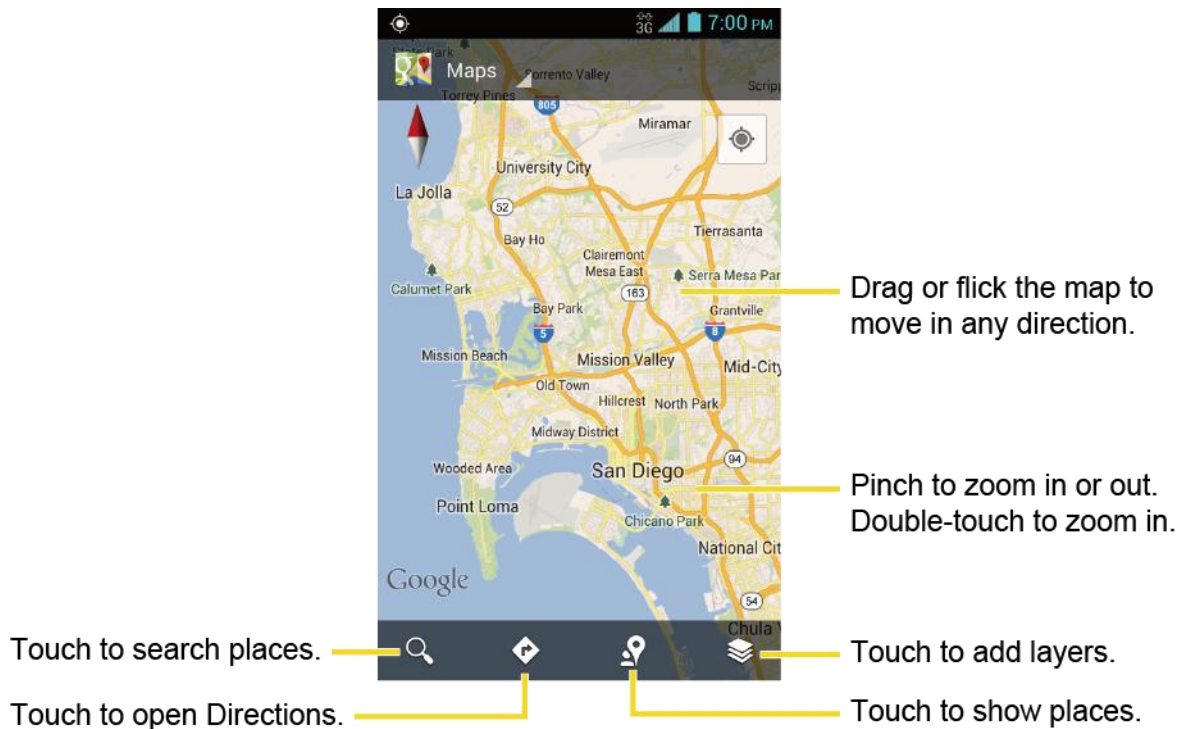 3G 7:00 PM
State Park
Maps
Sorrento Valley
Torrey Pines
Scripp
805
Miramar
University City
La Jolla
52
Tierrasanta
Bay Ho
Clairemont
Mesa East
Serra Mesa Par
Calumet Park
163
Drag or flick the map to
move in any direction.
Bay Park
Grantville
5
8
Mission Beach
Mission Valley
Mid-City
Old Town
Hillcrest
North Park
Midway District
94
Wooded Area
San Diego
Pinch to zoom in or out.
Double-touch to zoom in.
Point Loma
Chicano Park
National Cit
Google
54
Chula V
Touch to search places.
Touch to add layers.
Touch to open Directions.
Touch to show places.